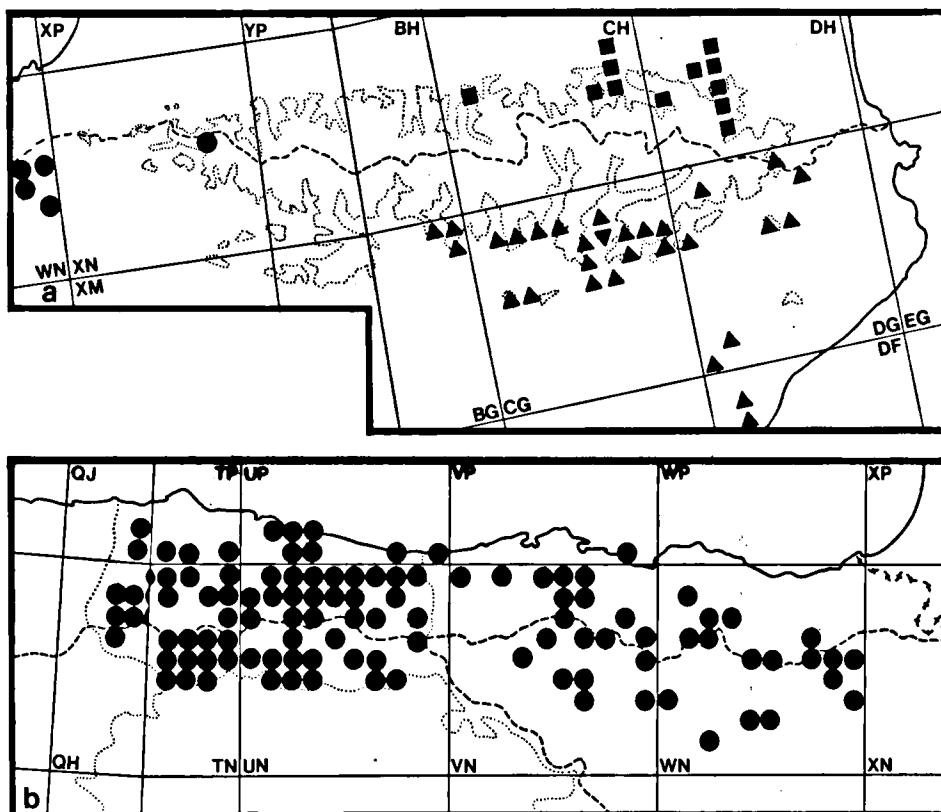 XP YP BH CH DH
WN XN
a XM
DG EG
DF
BG CG
QJ TP UP VP WP XP
QH TN UN VN WN XN
b